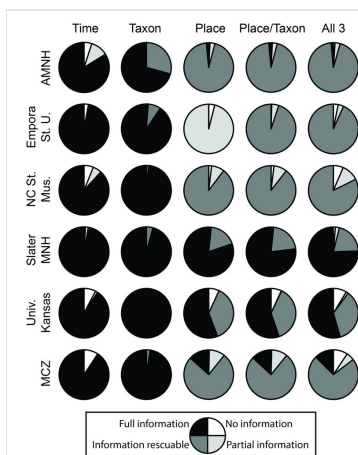 Time Taxon Place Place/Taxon All 3
AMNH
Empora
St. U.
NC St.
Mus.
Slater
MNH
Univ.
Kansas
MCZ
Full information No information
Information rescuable Partial information